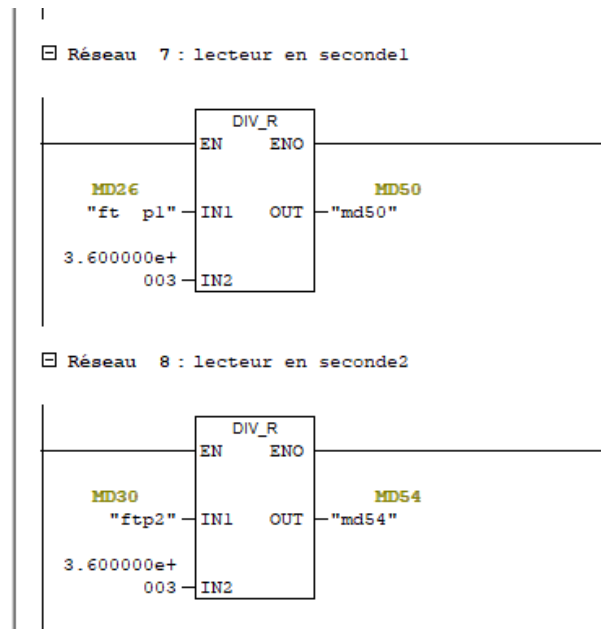 Réseau 7 : lecteur en seconde1
DIV_R
EN ENO
MD26 MD50
"ft p1" IN1 OUT "md50"
3.600000e+
003 IN2
Réseau 8 : lecteur en seconde2
DIV_R
EN ENO
MD30 MD54
"ftp2" IN1 OUT "md54"
3.600000e+
003 IN2